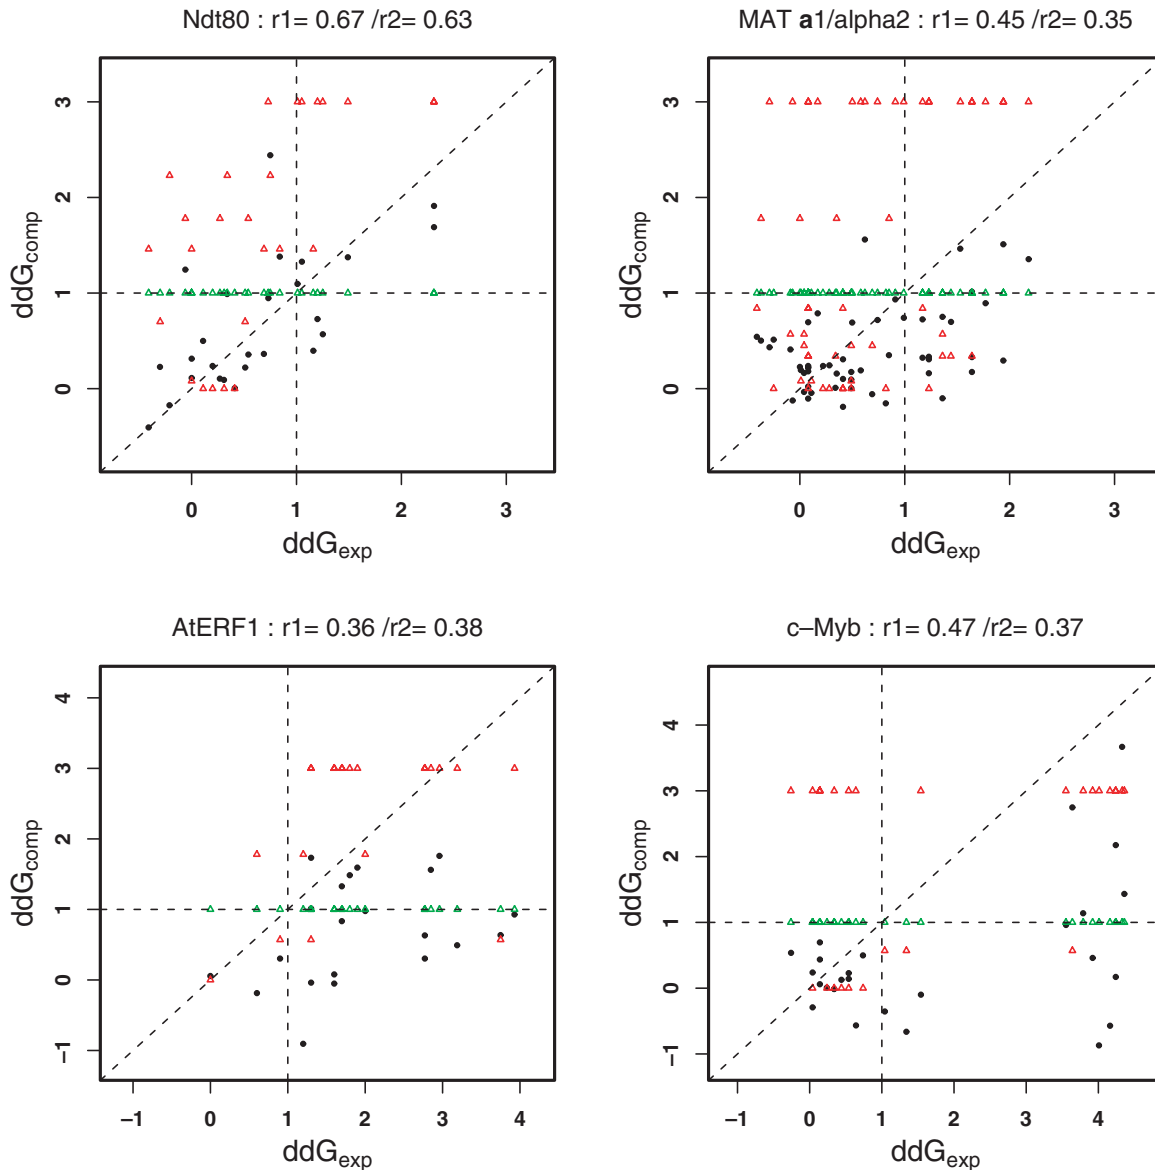 Ndt80 : r1= 0.67 /r2= 0.63
3
2
1
0
ddGcomp
0 1 2 3
ddGexp
MAT a1/alpha2 : r1= 0.45 /r2= 0.35
3
2
1
0
ddGcomp
0 1 2 3
ddGexp
AtERF1 : r1= 0.36 /r2= 0.38
4
3
2
1
0
−1
ddGcomp
−1 0 1 2 3 4
ddGexp
c−Myb : r1= 0.47 /r2= 0.37
4
3
2
1
0
−1
ddGcomp
−1 0 1 2 3 4
ddGexp